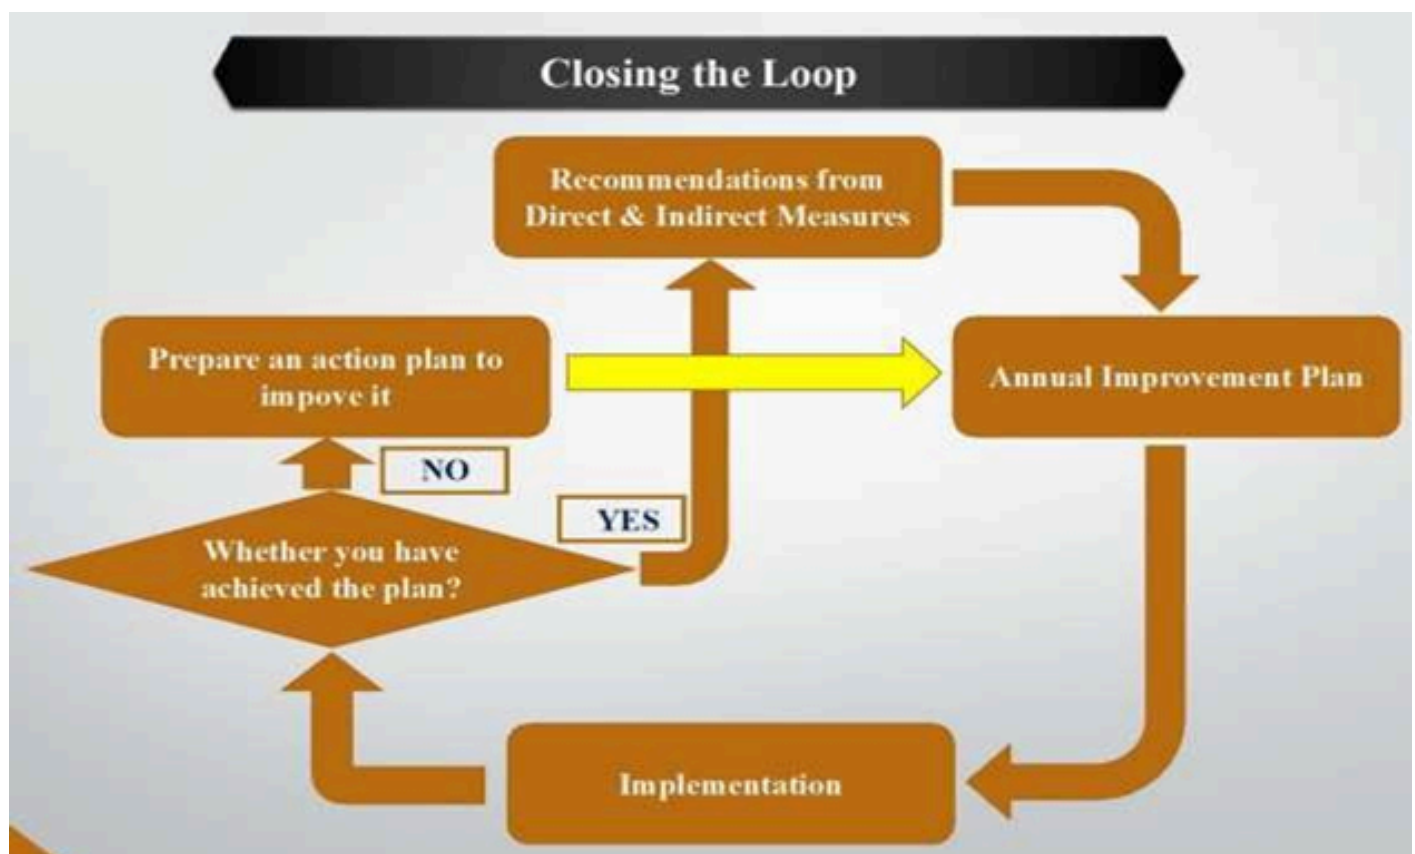 Closing the Loop
Recommendations from
Direct & Indirect Measures
Prepare an action plan to
impove it
Annual Improvement Plan
NO
YES
Whether you have
achieved the plan?
Implementation